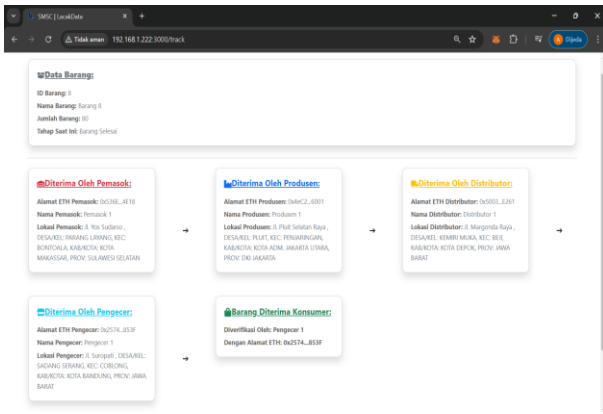 SMSC | LacakData
Tidak aman 192.168.1.222:3000/track
Dijeda
Data Barang:
ID Barang: 8
Nama Barang: Barang 8
Jumlah Barang: 80
Tahap Saat Ini: Barang Selesai
Diterima Oleh Pemasok:
Alamat ETH Pemasok: 0x536E...4E10
Nama Pemasok: Pemasok 1
Lokasi Pemasok: Jl. Yos Sudarso ,
DESA/KEL: PARANG LAYANG, KEC:
BONTOALA, KAB/KOTA: KOTA
MAKASSAR, PROV: SULAWESI SELATAN
→
Diterima Oleh Produsen:
Alamat ETH Produsen: 0x4eC2...6001
Nama Produsen: Produsen 1
Lokasi Produsen: Jl. Pluit Selatan Raya ,
DESA/KEL: PLUIT, KEC: PENJARINGAN,
KAB/KOTA: KOTA ADM. JAKARTA UTARA,
PROV: DKI JAKARTA
→
Diterima Oleh Distributor:
Alamat ETH Distributor: 0x5003...E261
Nama Distributor: Distributor 1
Lokasi Distributor: Jl. Margonda Raya ,
DESA/KEL: KEMIRI MUKA, KEC: BEJI,
KAB/KOTA: KOTA DEPOK, PROV: JAWA
BARAT
→
Diterima Oleh Pengecer:
Alamat ETH Pengecer: 0x2574...853F
Nama Pengecer: Pengecer 1
Lokasi Pengecer: Jl. Suropati , DESA/KEL:
SADANG SERANG, KEC: COBLONG,
KAB/KOTA: KOTA BANDUNG, PROV: JAWA
BARAT
→
Barang Diterima Konsumen:
Diverifikasi Oleh: Pengecer 1
Dengan Alamat ETH: 0x2574...853F